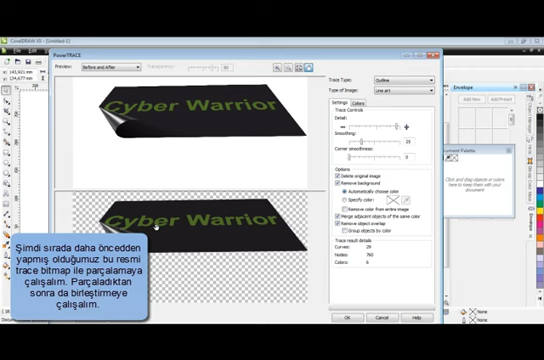 CorelDRAW X5 - [Untitled-1]
File Edit
PowerTRACE
Preview: Before and After Transparency:
Trace Type: Outline
Type of image: Line art
Settings Colors
Trace Controls
Detail:
Smoothing:
25
Corner smoothness:
0
Options
Delete original image
Remove background
Automatically choose color
Specify color:
Remove color from entire image
Merge adjacent objects of the same color
Remove object overlap
Group objects by color
Trace result details
Curves: 29
Nodes: 760
Colors: 6
OK Cancel Help
Cyber Warrior
Cyber Warrior
Şimdi sırada daha önceden
yapmış olduğumuz bu resmi
trace bitmap ile parçalamaya
çalışalım. Parçaladıktan
sonra da birleştirmeye
çalışalım.
Envelope
Add New Add Preset
Document Palette
Click and drag objects or colors
here to keep them with your
document
None
None